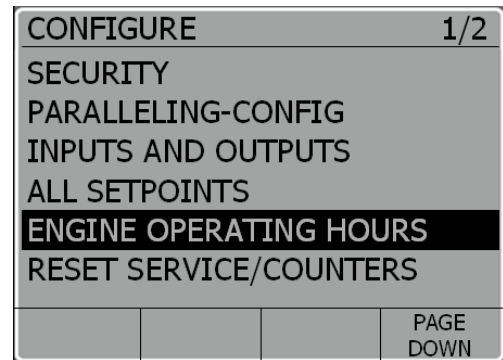 CONFIGURE 1/2
SECURITY
PARALLELING-CONFIG
INPUTS AND OUTPUTS
ALL SETPOINTS
ENGINE OPERATING HOURS
RESET SERVICE/COUNTERS
PAGE
DOWN